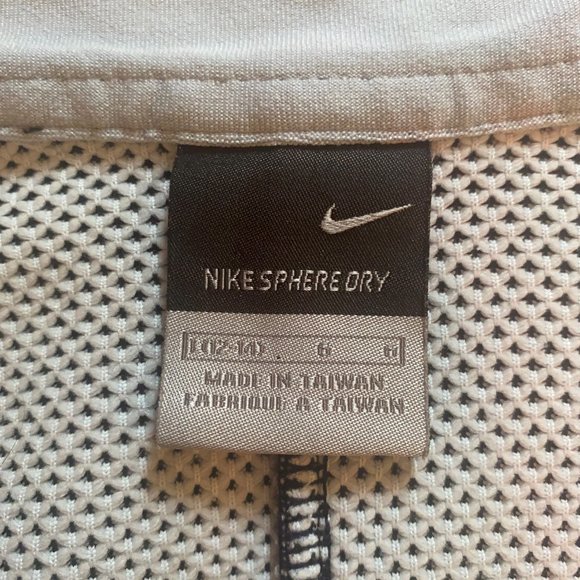 NIKE SPHERE DRY
L (12-14)
MADE IN TAIWAN
FABRIQUE A TAIWAN